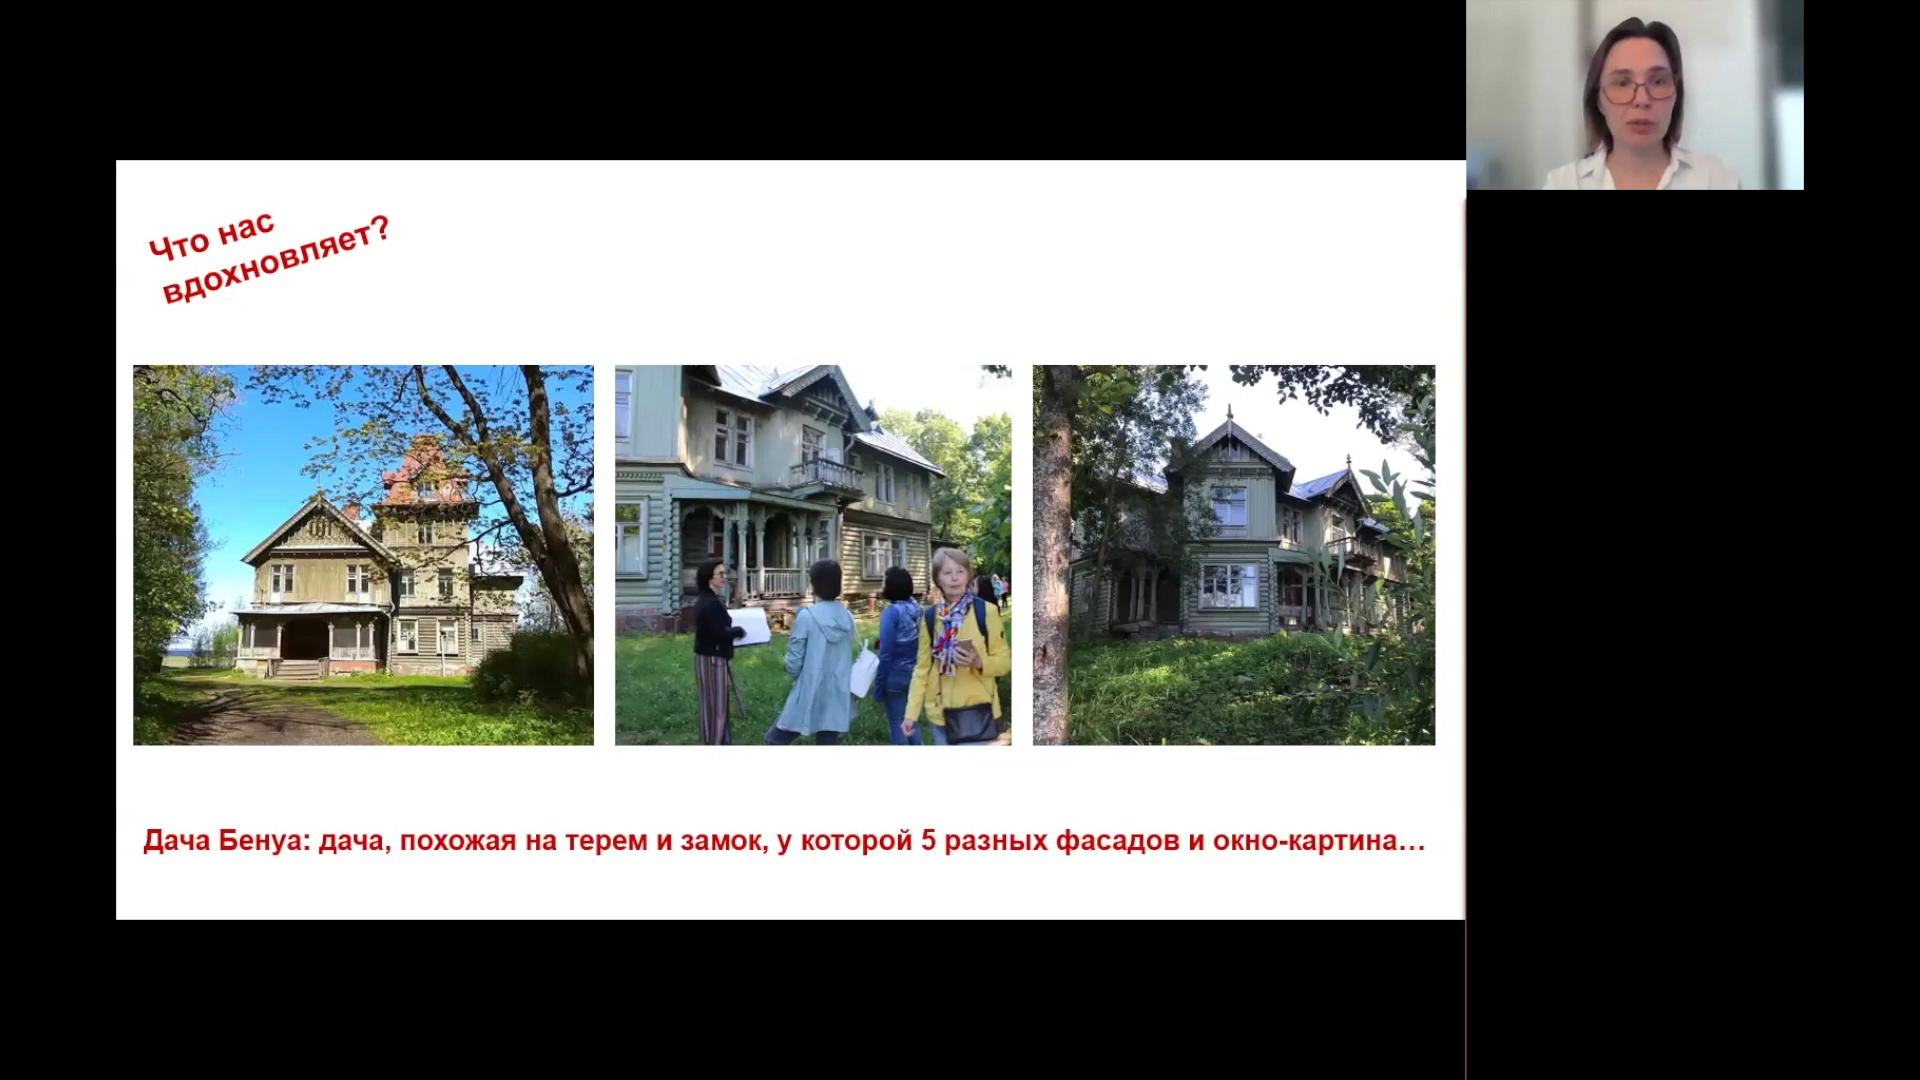 Что нас
вдохновляет?
Дача Бенуа: дача, похожая на терем и замок, у которой 5 разных фасадов и окно-картина…